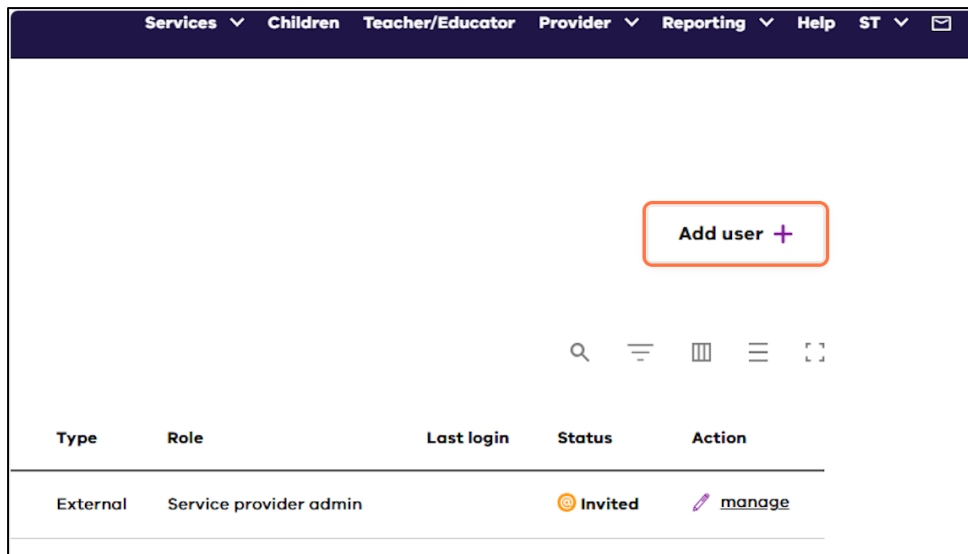 Services Children Teacher/Educator Provider Reporting Help ST
Add user +
Type Role Last login Status Action
External Service provider admin @ Invited manage